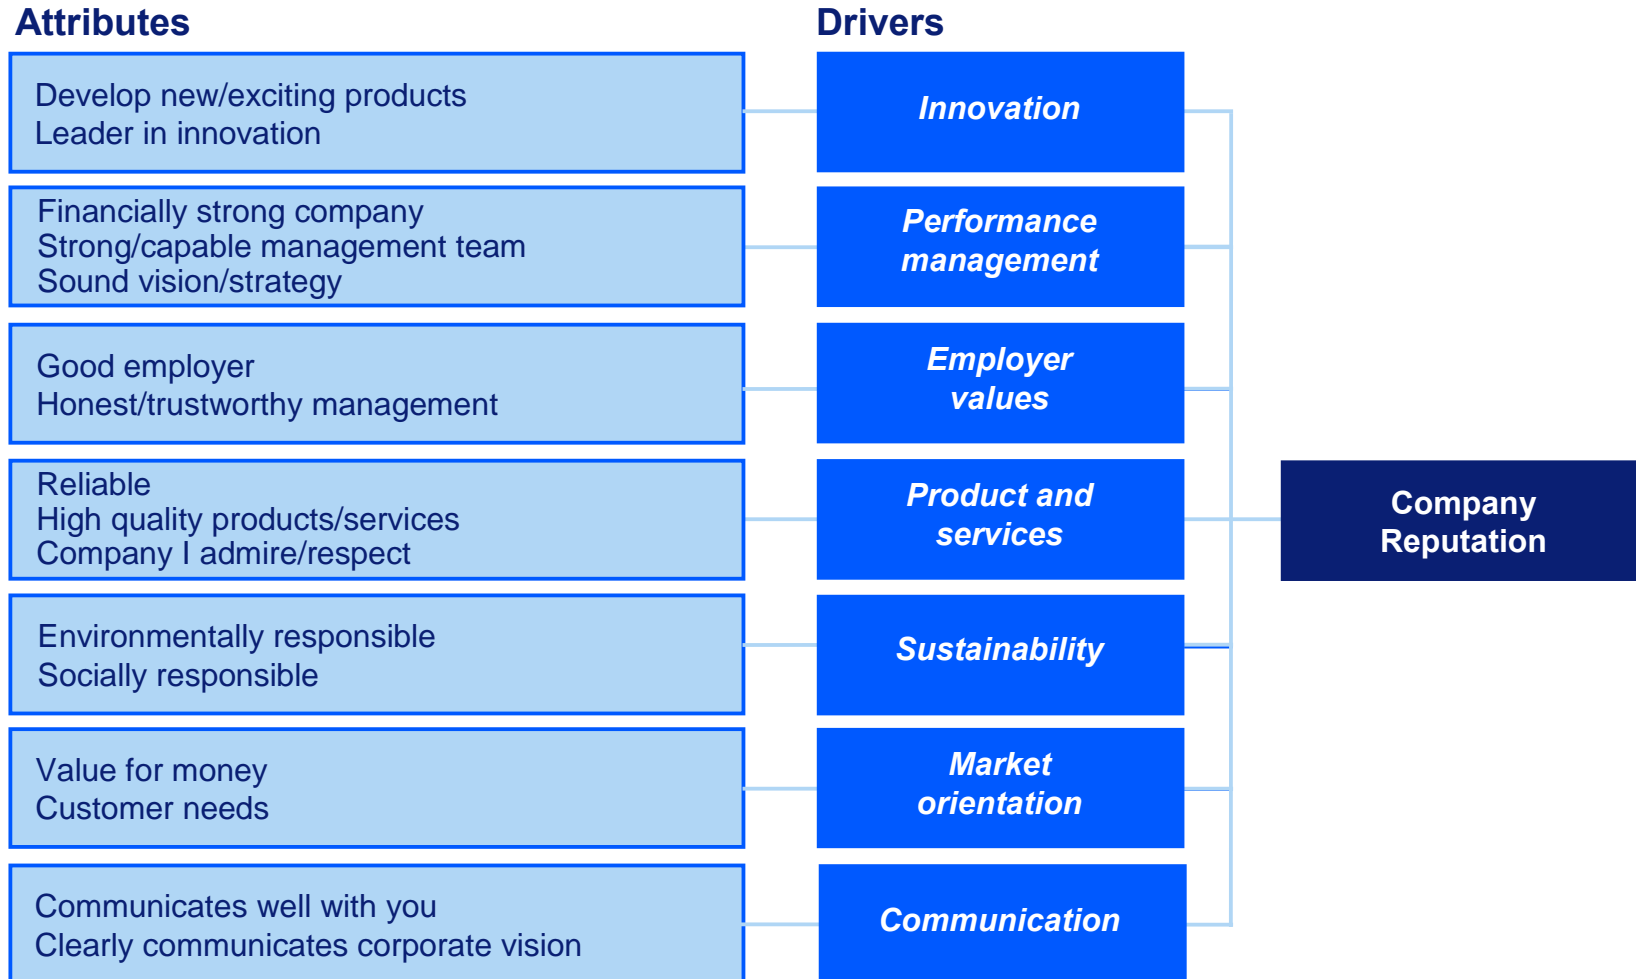 Attributes
Drivers
Develop new/exciting products
Leader in innovation
Innovation
Financially strong company
Strong/capable management team
Sound vision/strategy
Performance
management
Good employer
Honest/trustworthy management
Employer
values
Reliable
High quality products/services
Company I admire/respect
Product and
services
Company
Reputation
Environmentally responsible
Socially responsible
Sustainability
Value for money
Customer needs
Market
orientation
Communicates well with you
Clearly communicates corporate vision
Communication